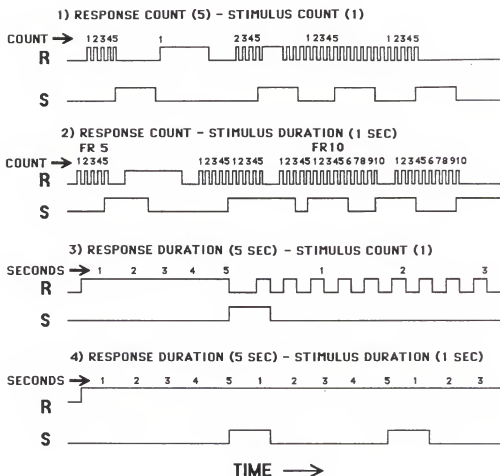 1) RESPONSE COUNT (5) - STIMULUS COUNT (1)
COUNT → 12345 1 2345 12345 12345
R
S
2) RESPONSE COUNT - STIMULUS DURATION (1 SEC)
FR 5 FR10
COUNT → 12345 1234512345 12345 12345678910 12345678910
R
S
3) RESPONSE DURATION (5 SEC) - STIMULUS COUNT (1)
SECONDS → 1 2 3 4 5 1 2 3
R
S
4) RESPONSE DURATION (5 SEC) - STIMULUS DURATION (1 SEC)
SECONDS → 1 2 3 4 5 1 2 3 4 5 1 2 3
R
S
TIME →